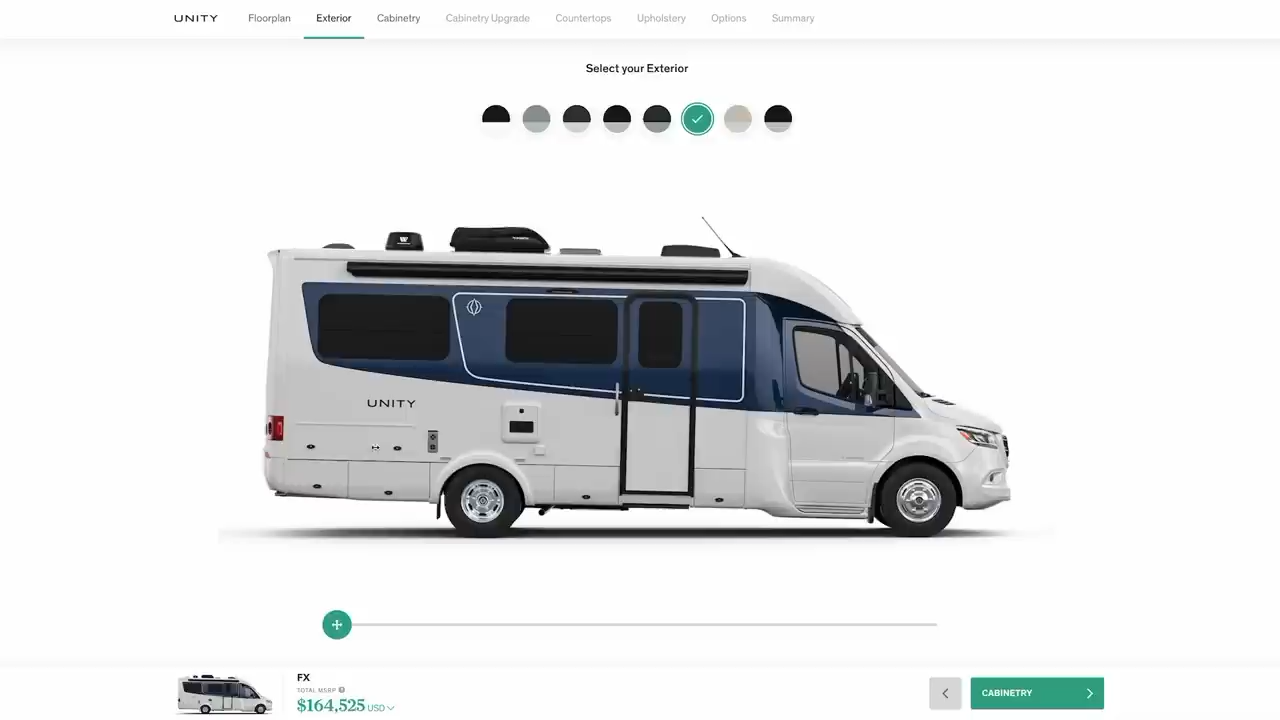 UNITY Floorplan Exterior Cabinetry Cabinetry Upgrade Countertops Upholstery Options Summary
Select your Exterior
UNITY
FX
TOTAL MSRP ?
$164,525 USD
CABINETRY